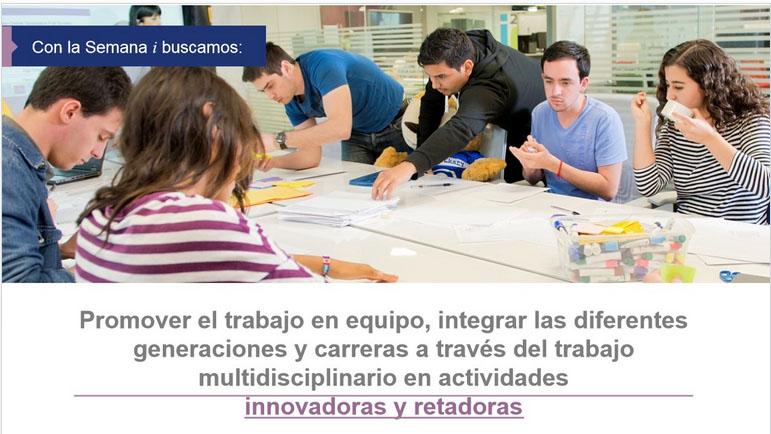 Con la Semana i buscamos:
Promover el trabajo en equipo, integrar las diferentes
generaciones y carreras a través del trabajo
multidisciplinario en actividades
innovadoras y retadoras